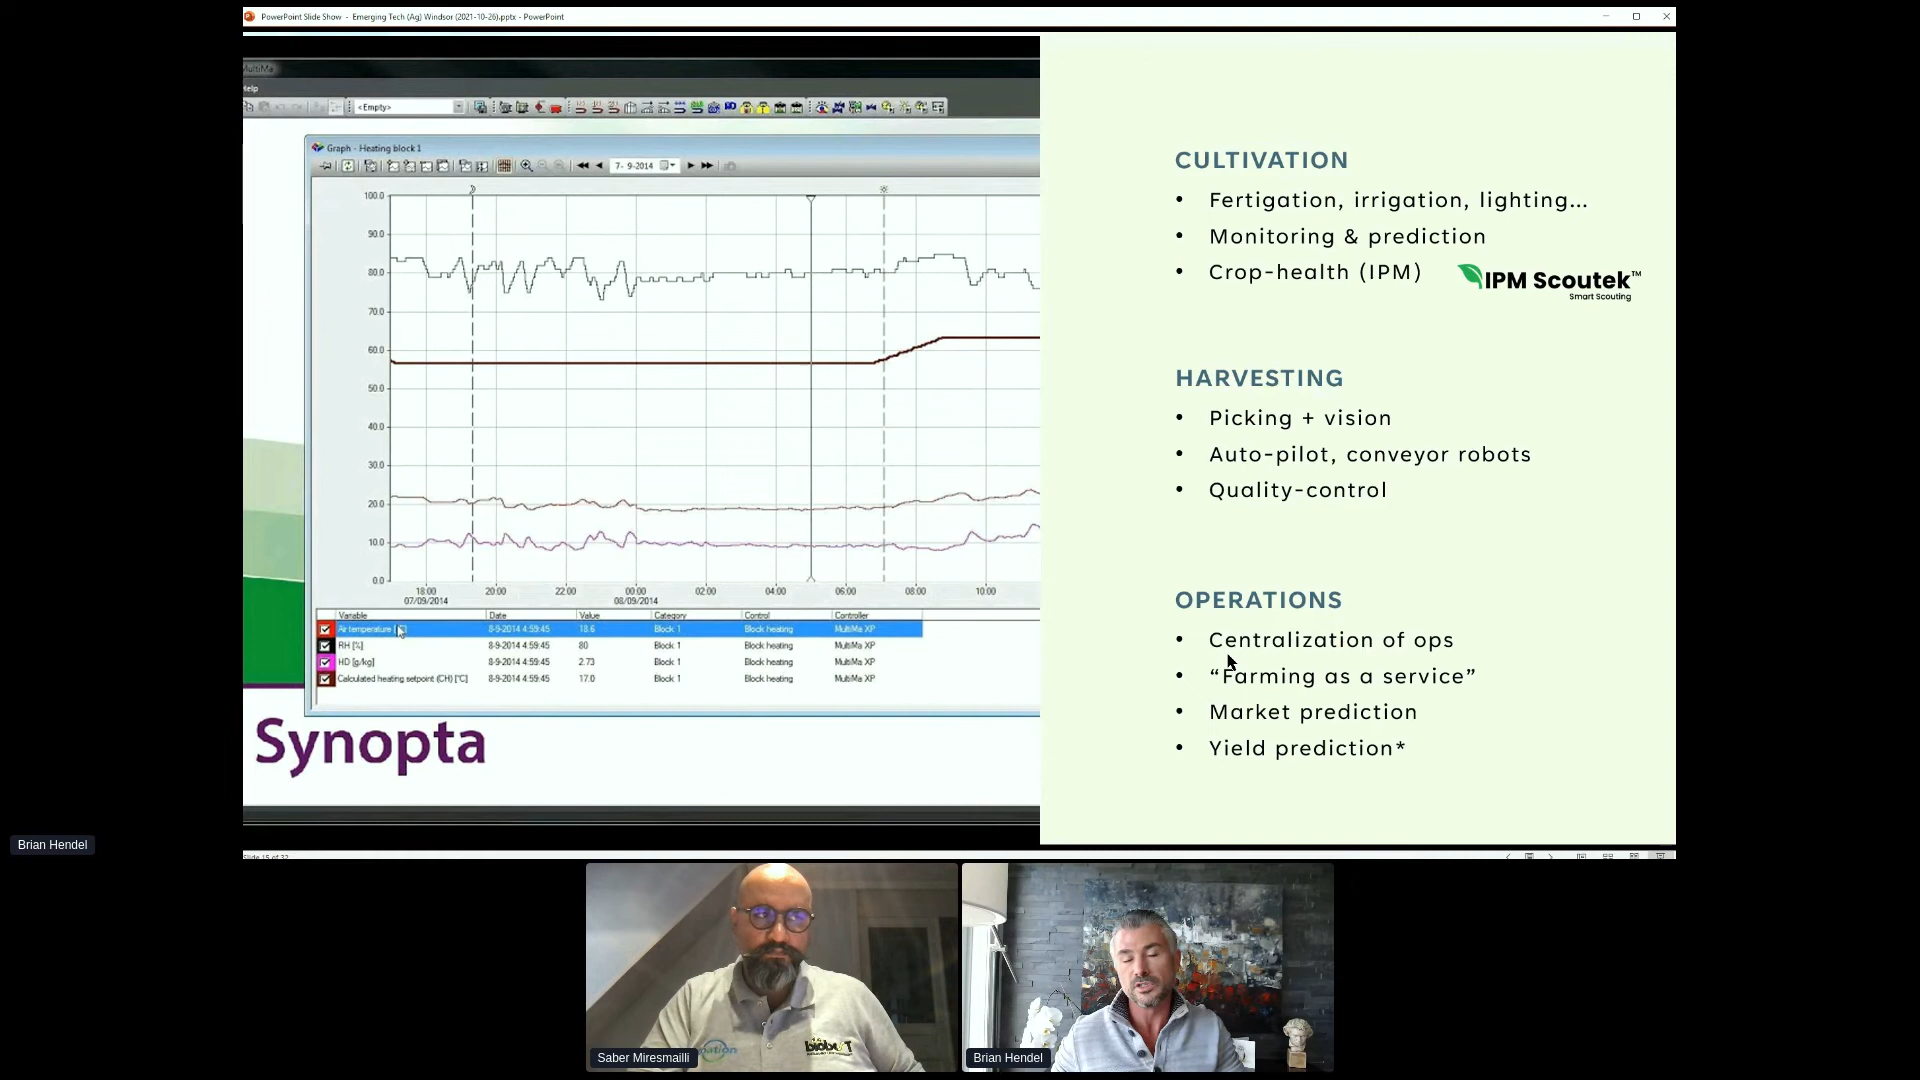 PowerPoint Slide Show - Emerging Tech (Ag) Windsor (2021-10-26).pptx - PowerPoint
MultiMa
Help
<Empty>
Graph - Heating block 1
7- 9-2014
100.0
90.0
80.0
70.0
60.0
50.0
40.0
30.0
20.0
10.0
0.0
18:00 20:00 22:00 00:00 02:00 04:00 06:00 08:00 10:00
07/09/2014 08/09/2014
Variable Date Value Category Control Controller
Air temperature 8-9-2014 4:59:45 18.6 Block 1 Block heating MultiMa XP
RH [%] 8-9-2014 4:59:45 80 Block 1 Block heating MultiMa XP
HD [g/kg] 8-9-2014 4:59:45 2.73 Block 1 Block heating MultiMa XP
Calculated heating setpoint (CH) [°C] 8-9-2014 4:59:45 17.0 Block 1 Block heating MultiMa XP
Synopta
CULTIVATION
• Fertigation, irrigation, lighting...
• Monitoring & prediction
• Crop-health (IPM)
IPM Scoutek™
Smart Scouting
HARVESTING
• Picking + vision
• Auto-pilot, conveyor robots
• Quality-control
OPERATIONS
• Centralization of ops
• “Farming as a service”
• Market prediction
• Yield prediction*
Slide 15 of 32
Brian Hendel
Saber Miresmailli
Brian Hendel